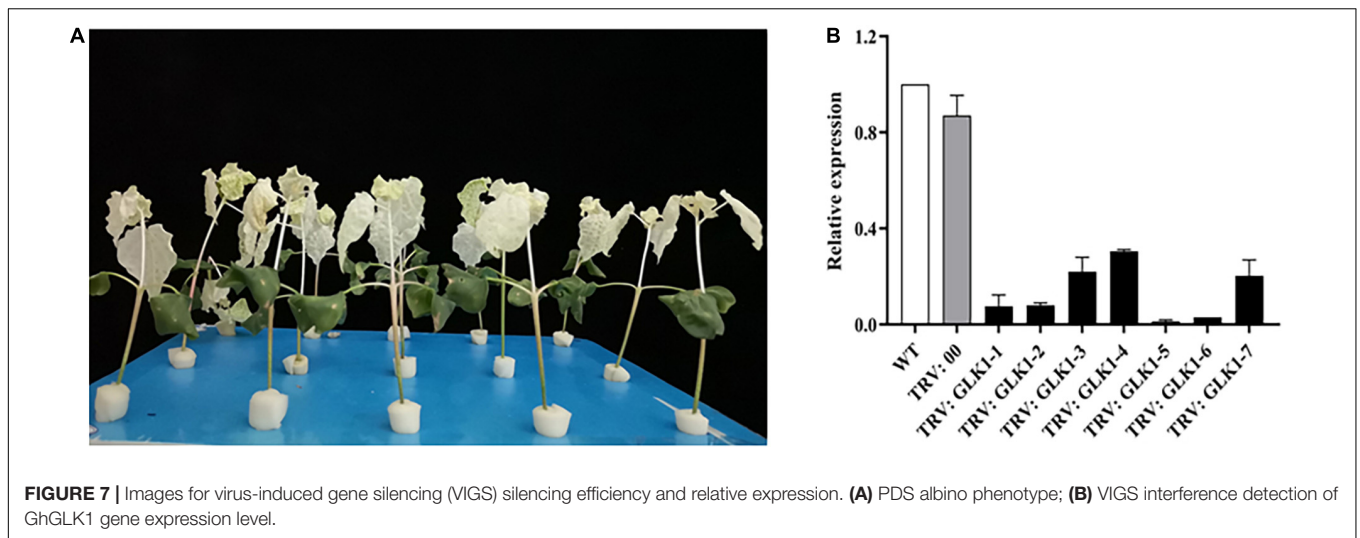 A
B
1.2
0.8
0.4
0.0
Relative expression
WT
TRV: 00
TRV: GLK1-1
TRV: GLK1-2
TRV: GLK1-3
TRV: GLK1-4
TRV: GLK1-5
TRV: GLK1-6
TRV: GLK1-7
FIGURE 7 | Images for virus-induced gene silencing (VIGS) silencing efficiency and relative expression. (A) PDS albino phenotype; (B) VIGS interference detection of
GhGLK1 gene expression level.